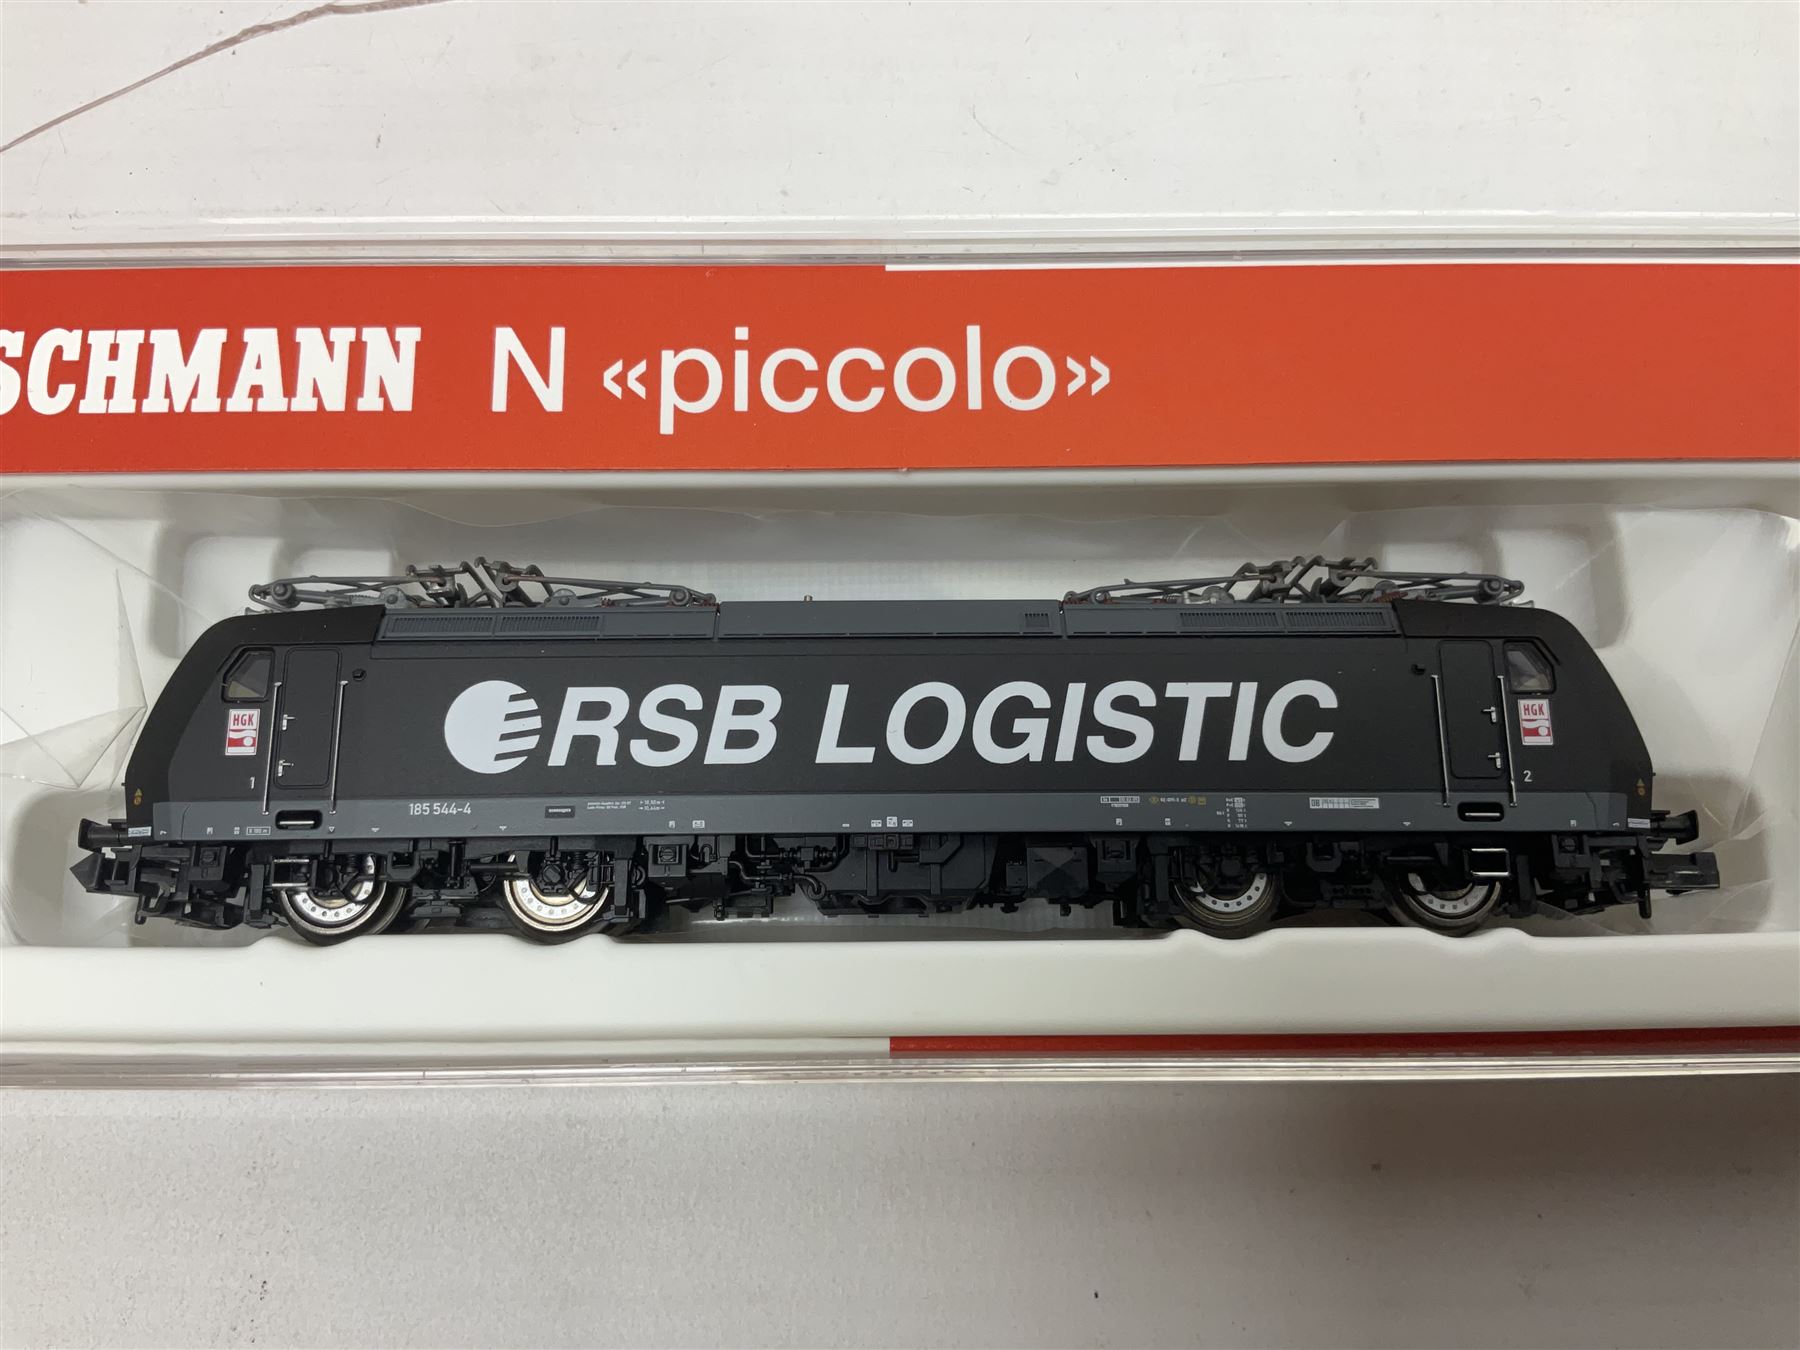 SCHMANN N «piccolo»
RSB LOGISTIC
HGK
HGK
1
2
185 544-4